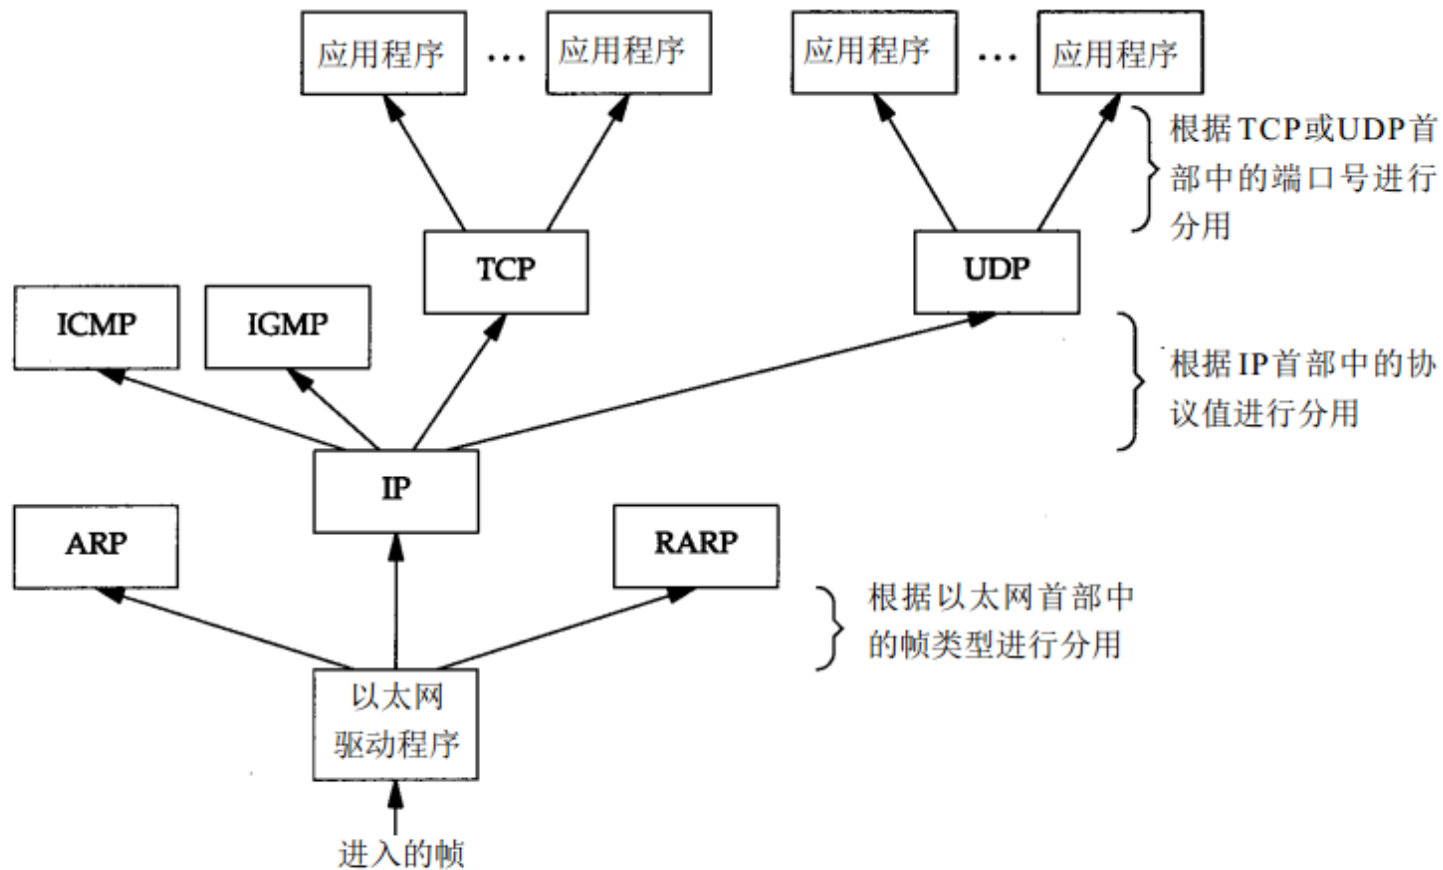 应用程序 … 应用程序 应用程序 … 应用程序
根据TCP或UDP首
部中的端口号进行
分用
TCP UDP
ICMP IGMP
根据IP首部中的协
议值进行分用
IP
ARP RARP
根据以太网首部中
的帧类型进行分用
以太网
驱动程序
进入的帧